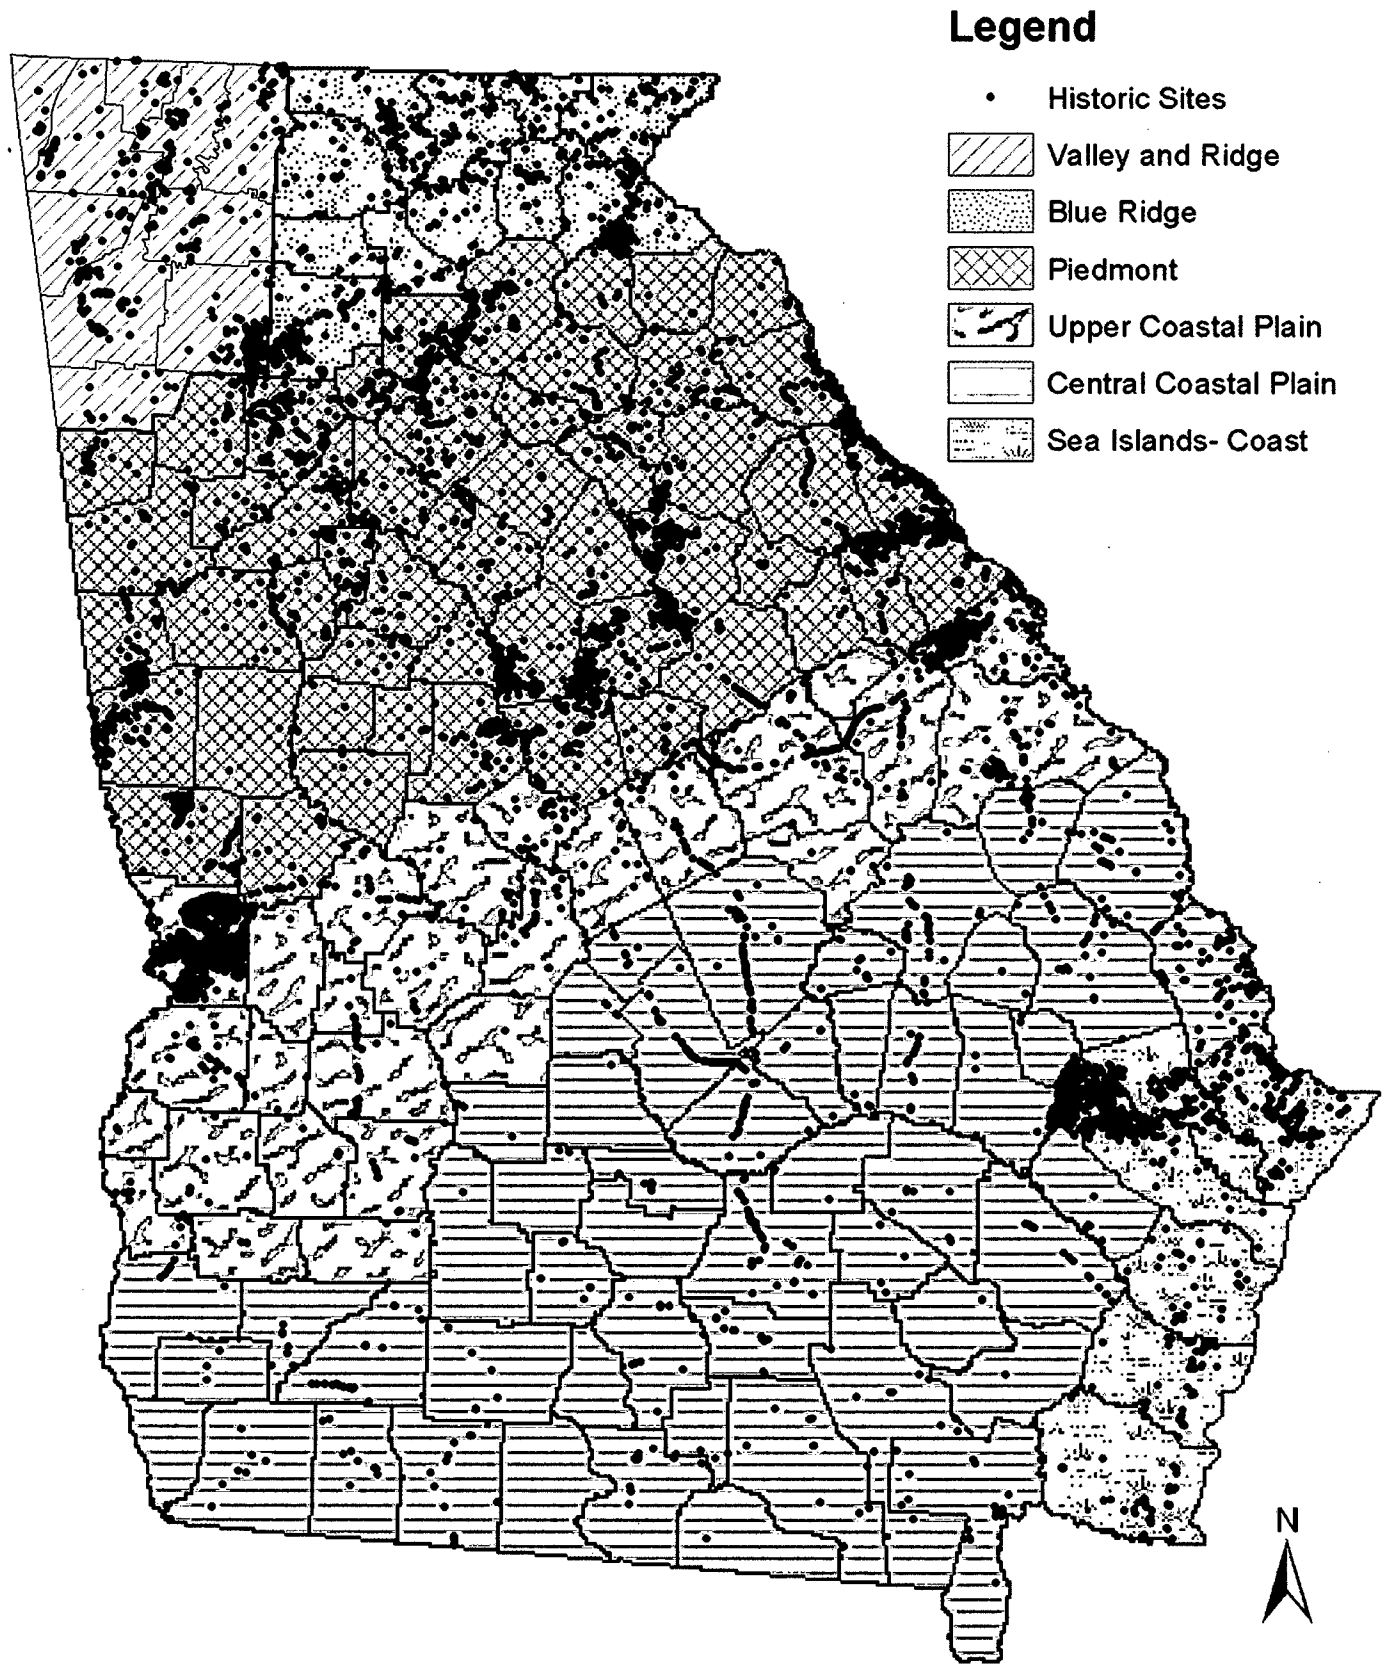 Legend
Historic Sites
Valley and Ridge
Blue Ridge
Piedmont
Upper Coastal Plain
Central Coastal Plain
Sea Islands- Coast
N